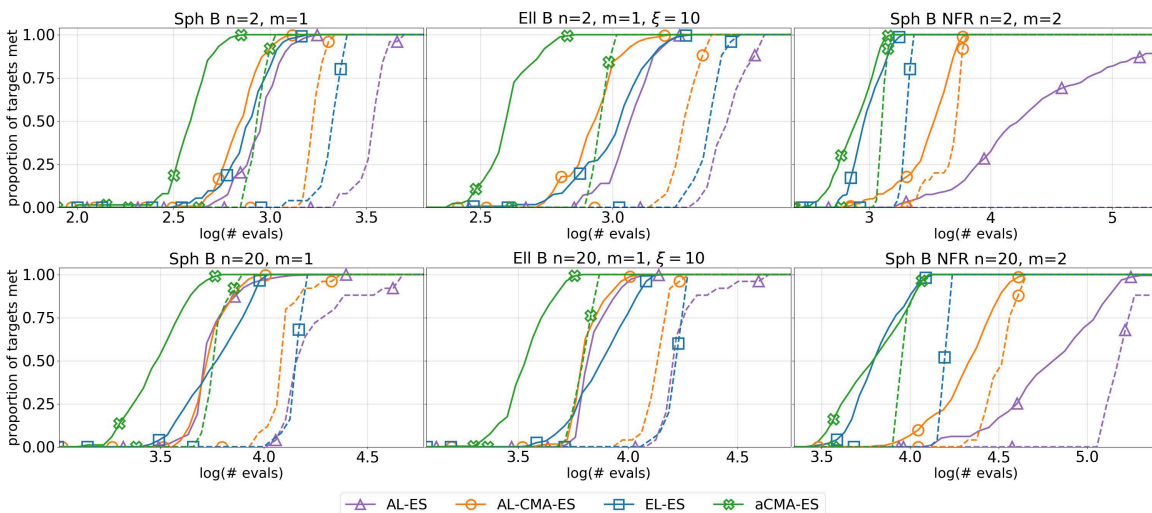 Sph B n=2, m=1
Ell B n=2, m=1, ξ = 10
Sph B NFR n=2, m=2
proportion of targets met
1.00
0.75
0.50
0.25
0.00
2.0 2.5 3.0 3.5
2.5 3.0
3 4 5
log(# evals)
log(# evals)
log(# evals)
Sph B n=20, m=1
Ell B n=20, m=1, ξ = 10
Sph B NFR n=20, m=2
proportion of targets met
1.00
0.75
0.50
0.25
0.00
3.5 4.0 4.5
3.5 4.0 4.5
3.5 4.0 4.5 5.0
log(# evals)
log(# evals)
log(# evals)
AL-ES AL-CMA-ES EL-ES aCMA-ES